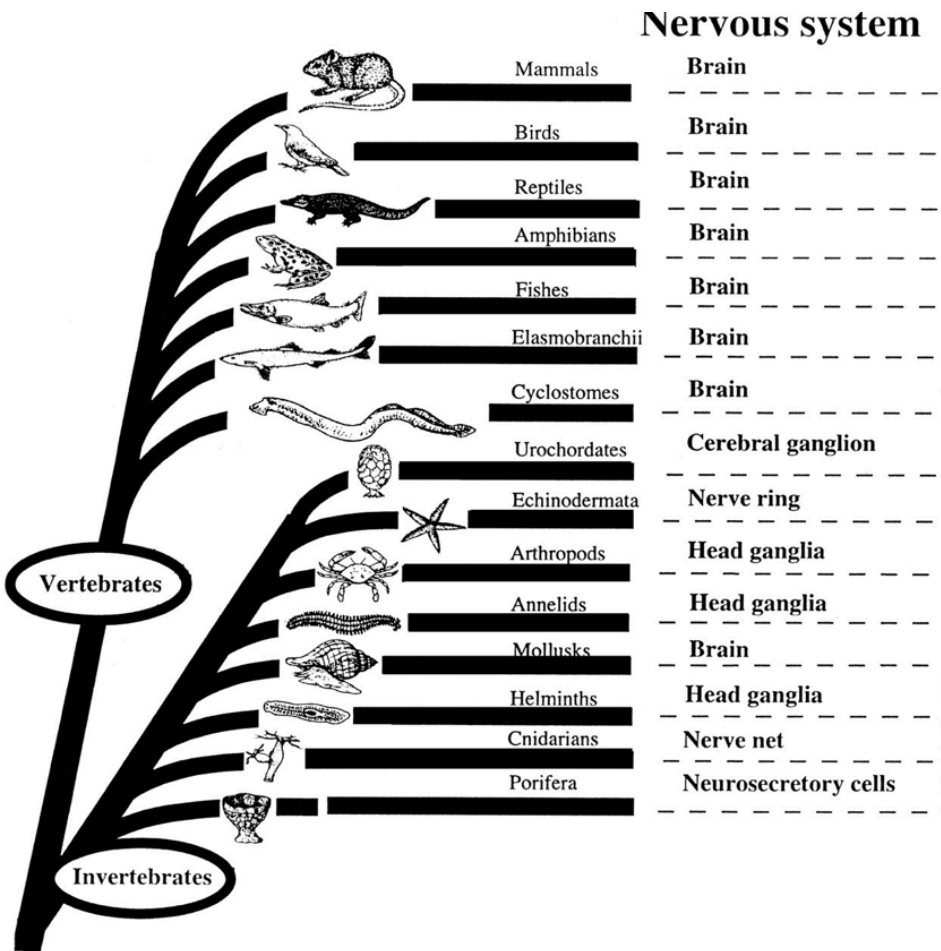 Nervous system
Mammals Brain
Birds Brain
Reptiles Brain
Amphibians Brain
Fishes Brain
Elasmobranchii Brain
Cyclostomes Brain
Urochordates Cerebral ganglion
Echinodermata Nerve ring
Arthropods Head ganglia
Vertebrates
Annelids Head ganglia
Mollusks Brain
Helminths Head ganglia
Cnidarians Nerve net
Porifera Neurosecretory cells
Invertebrates